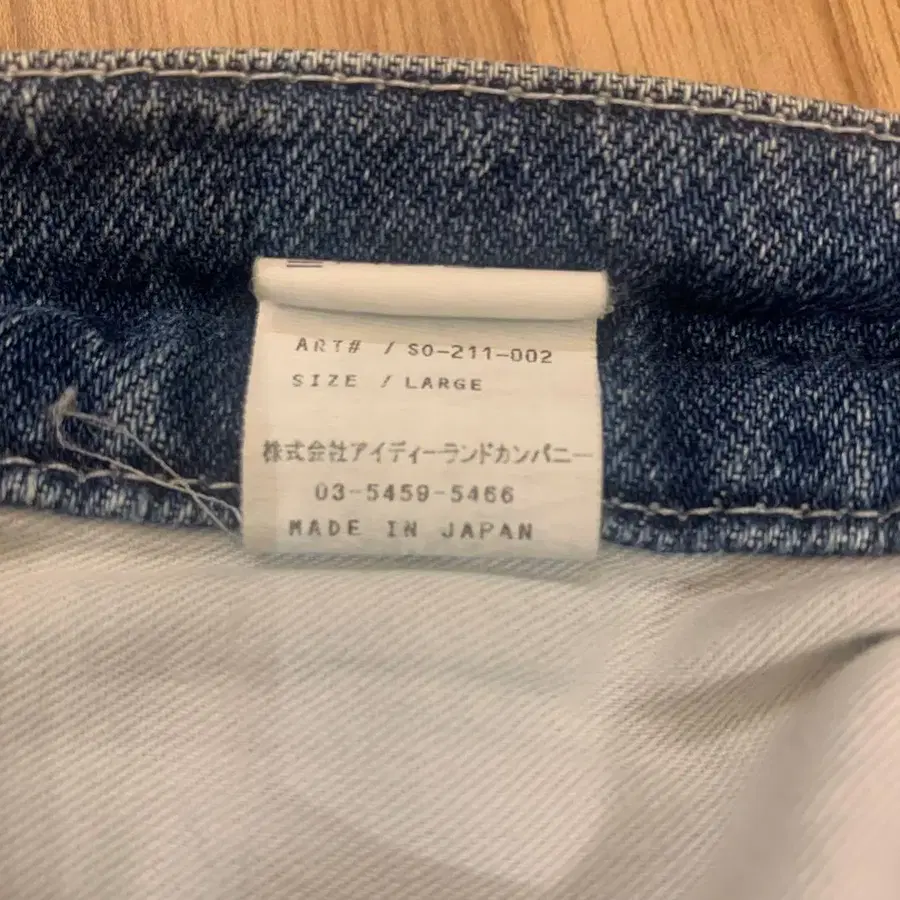 ART# / SO-211-002
SIZE / LARGE
株式会社アイディーランドカンパニー
03-5459-5466
MADE IN JAPAN